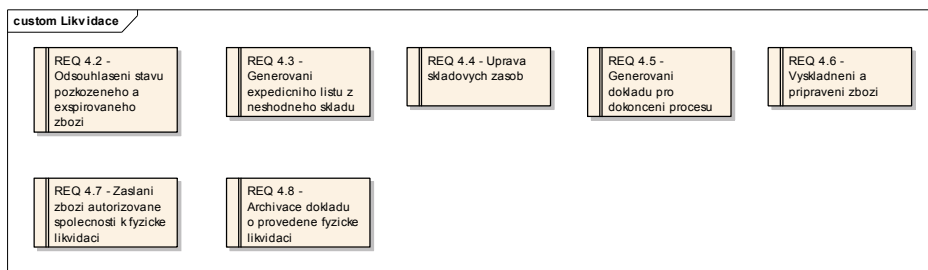 custom Likvidace
REQ 4.2 -
Odsouhlaseni stavu
pozkozeneho a
exspirovaneho
zbozi
REQ 4.3 -
Generovani
expedicniho listu z
neshodneho skladu
REQ 4.4 - Uprava
skladovych zasob
REQ 4.5 -
Generovani
dokladu pro
dokonceni procesu
REQ 4.6 -
Vyskladneni a
pripraveni zbozi
REQ 4.7 - Zaslani
zbozi autorizovane
spolecnosti k fyzicke
likvidaci
REQ 4.8 -
Archivace dokladu
o provedene fyzicke
likvidaci